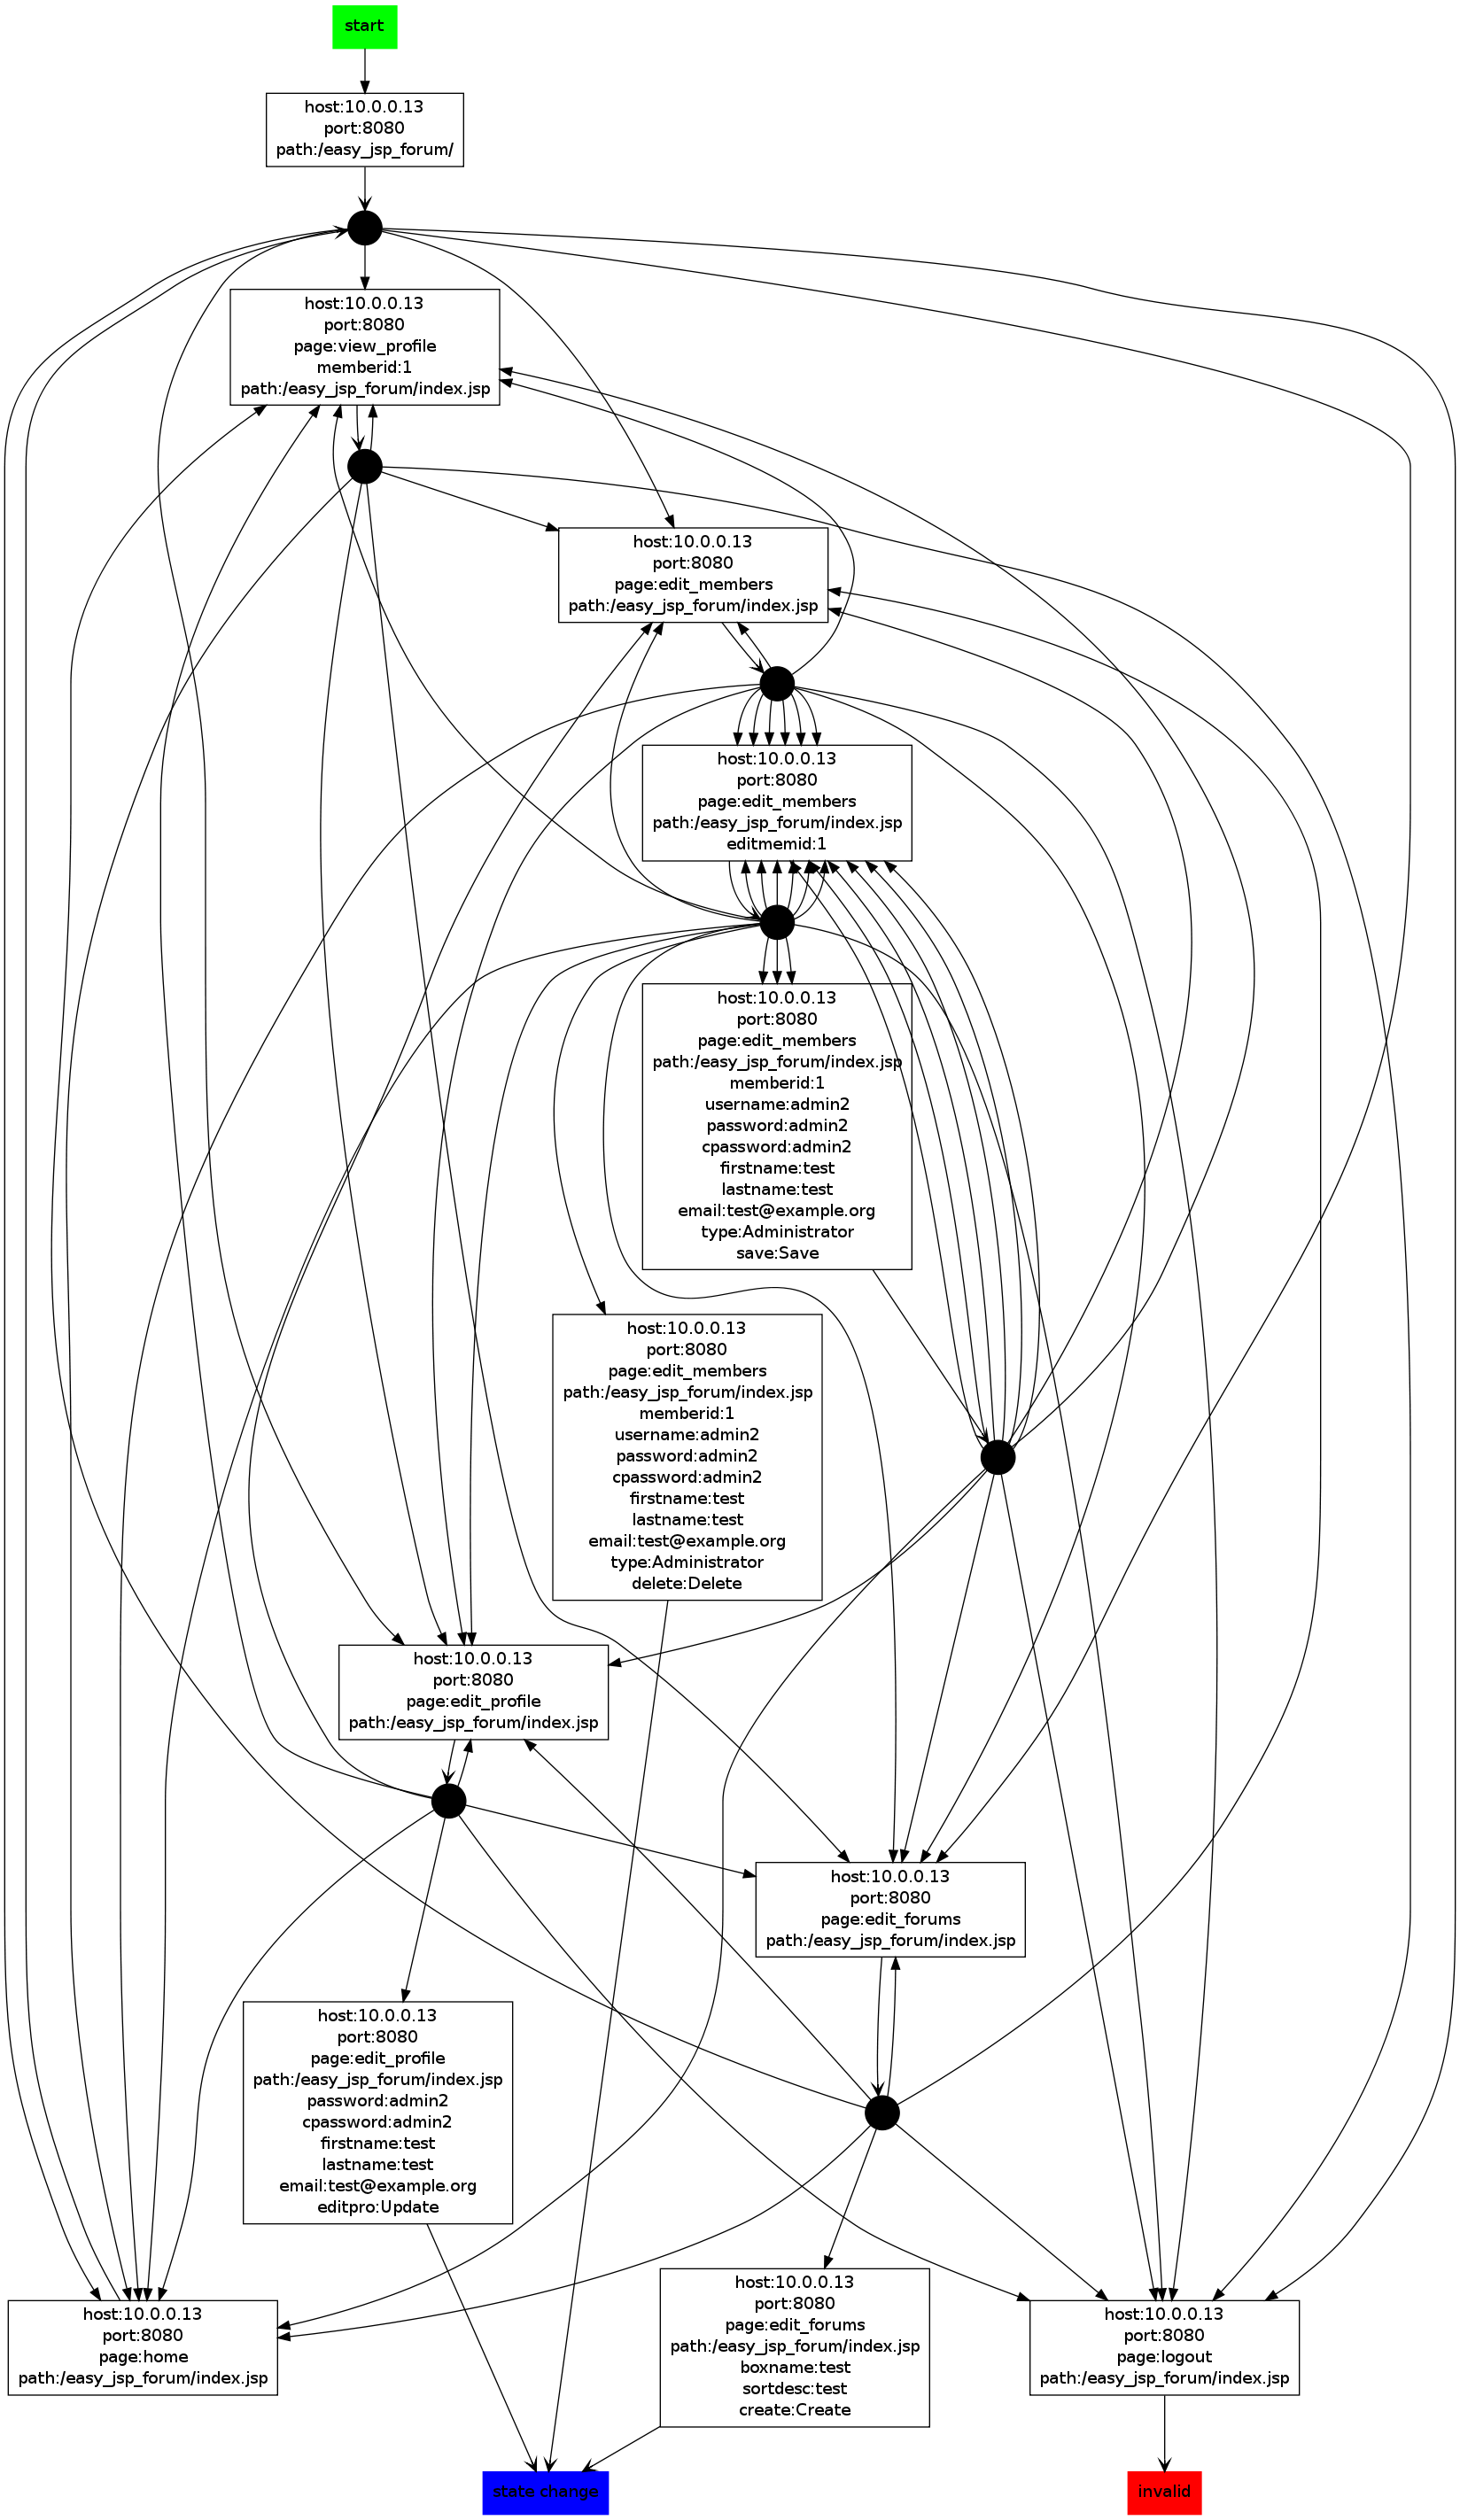 start
host:10.0.0.13
port:8080
path:/easy_jsp_forum/
host:10.0.0.13
port:8080
page:view_profile
memberid:1
path:/easy_jsp_forum/index.jsp
host:10.0.0.13
port:8080
page:edit_members
path:/easy_jsp_forum/index.jsp
host:10.0.0.13
port:8080
page:edit_members
path:/easy_jsp_forum/index.jsp
editmemid:1
host:10.0.0.13
port:8080
page:edit_members
path:/easy_jsp_forum/index.jsp
memberid:1
username:admin2
password:admin2
cpassword:admin2
firstname:test
lastname:test
email:test@example.org
type:Administrator
save:Save
host:10.0.0.13
port:8080
page:edit_members
path:/easy_jsp_forum/index.jsp
memberid:1
username:admin2
password:admin2
cpassword:admin2
firstname:test
lastname:test
email:test@example.org
type:Administrator
delete:Delete
host:10.0.0.13
port:8080
page:edit_profile
path:/easy_jsp_forum/index.jsp
host:10.0.0.13
port:8080
page:edit_forums
path:/easy_jsp_forum/index.jsp
host:10.0.0.13
port:8080
page:edit_profile
path:/easy_jsp_forum/index.jsp
password:admin2
cpassword:admin2
firstname:test
lastname:test
email:test@example.org
editpro:Update
host:10.0.0.13
port:8080
page:home
path:/easy_jsp_forum/index.jsp
host:10.0.0.13
port:8080
page:edit_forums
path:/easy_jsp_forum/index.jsp
boxname:test
sortdesc:test
create:Create
host:10.0.0.13
port:8080
page:logout
path:/easy_jsp_forum/index.jsp
state change
invalid